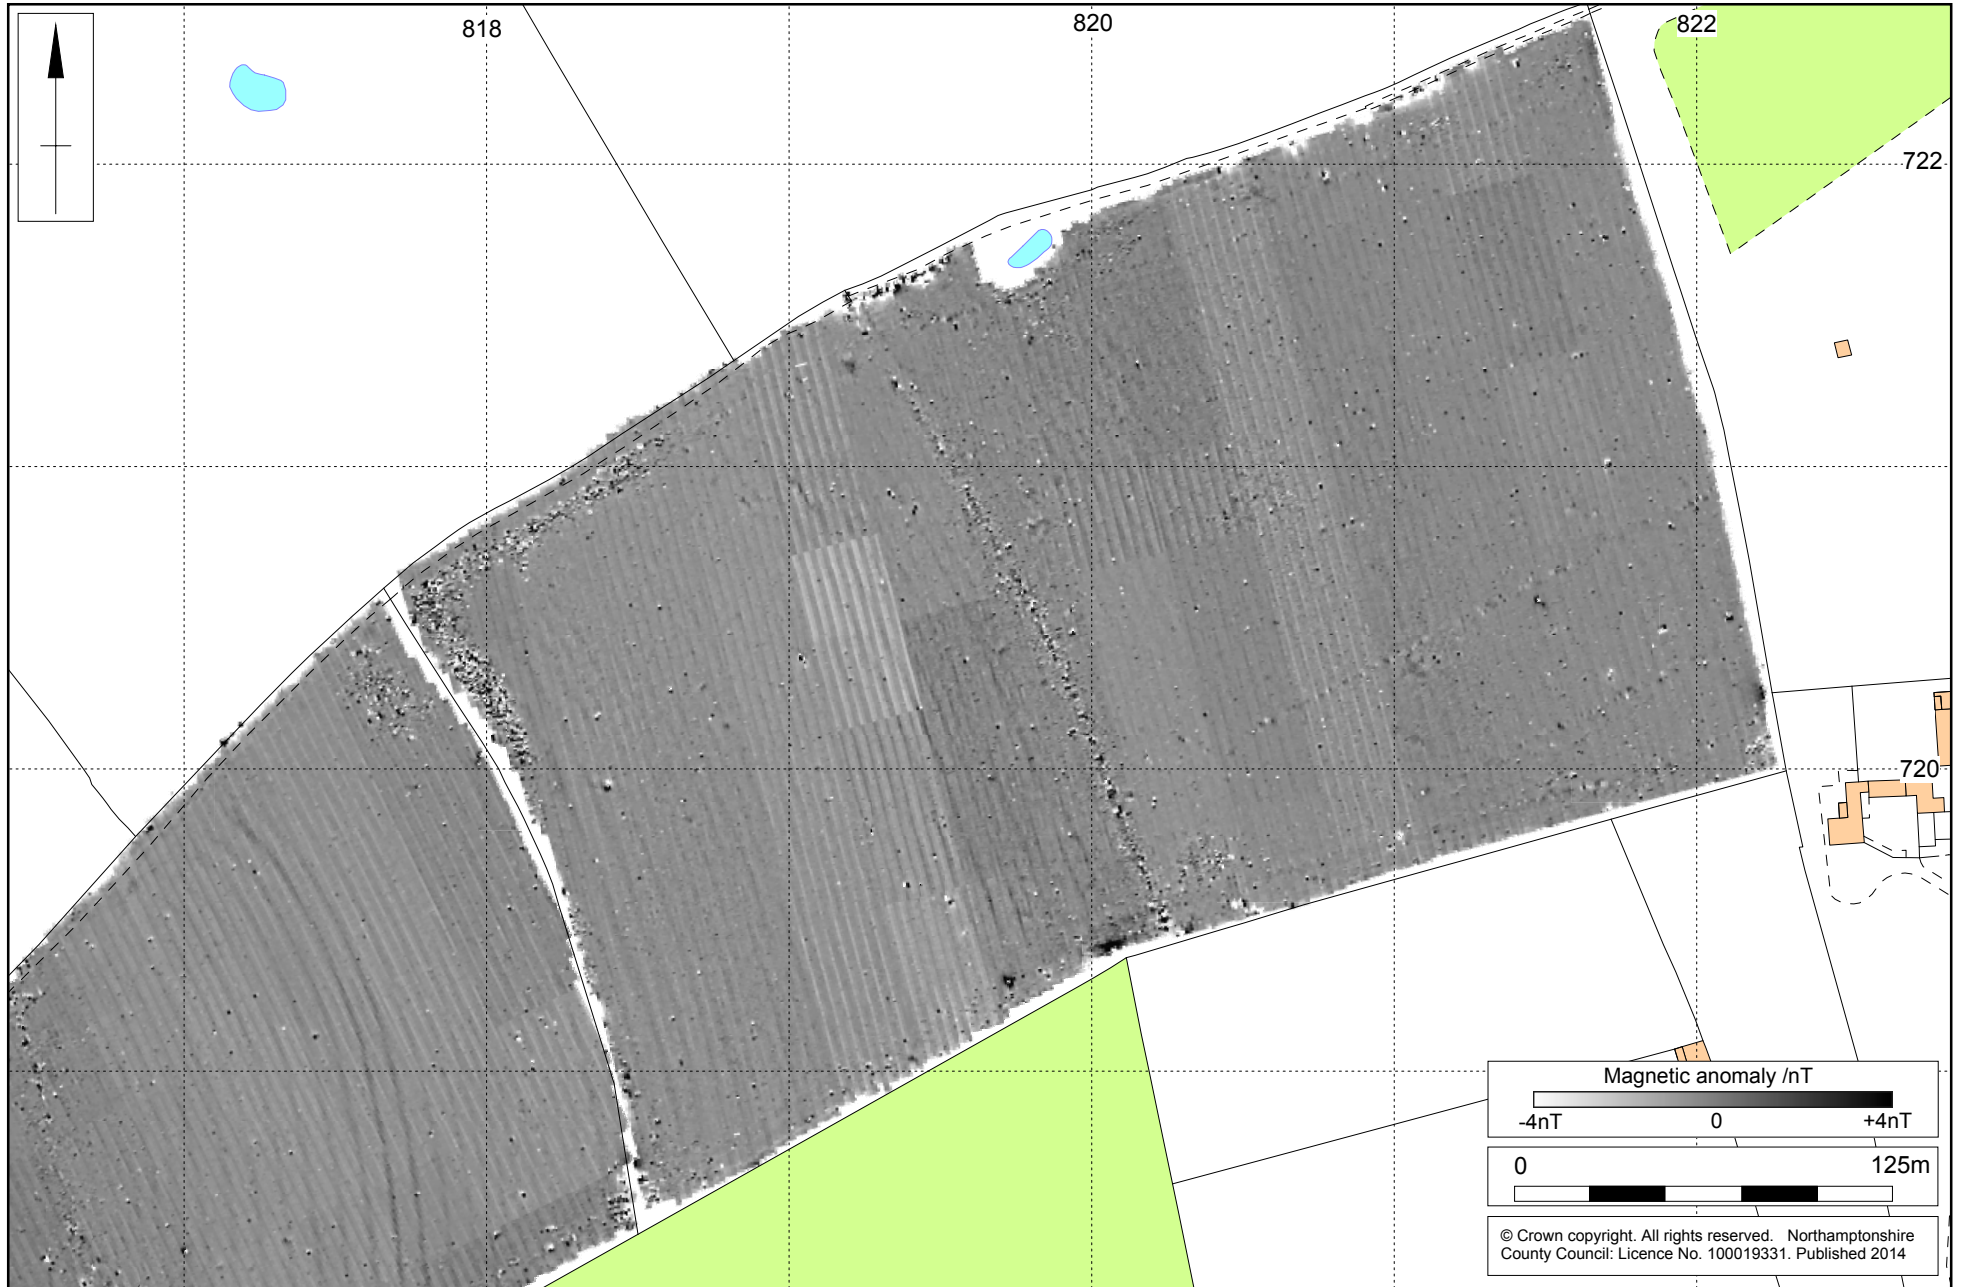 818
820
822
722
720
Magnetic anomaly /nT
-4nT 0 +4nT
0 125m
© Crown copyright. All rights reserved. Northamptonshire
County Council: Licence No. 100019331. Published 2014